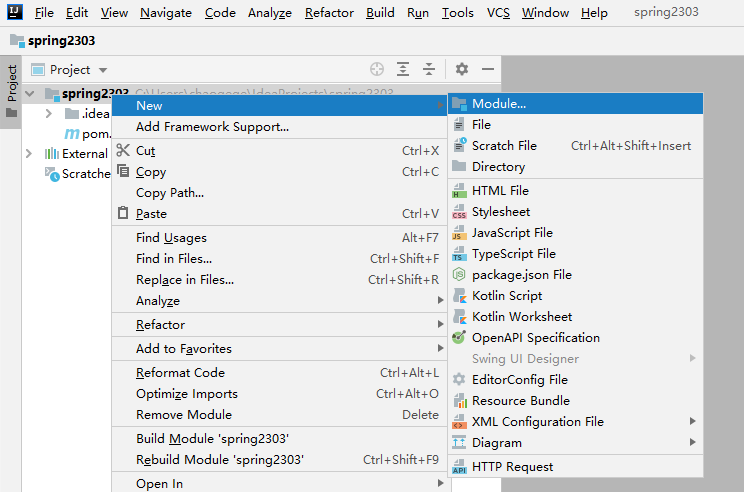 File Edit View Navigate Code Analyze Refactor Build Run Tools VCS Window Help spring2303
spring2303
Project
Project
spring2303 C:\Users\changene\IdeaProjects\spring2303
New
Module...
.idea
Add Framework Support...
File
pom.
Cut Ctrl+X
Scratch File Ctrl+Alt+Shift+Insert
External
Copy Ctrl+C
Directory
Scratche
Copy Path...
HTML File
Paste Ctrl+V
Stylesheet
Find Usages Alt+F7
JavaScript File
Find in Files... Ctrl+Shift+F
TypeScript File
Replace in Files... Ctrl+Shift+R
package.json File
Analyze
Kotlin Script
Refactor
Kotlin Worksheet
Add to Favorites
OpenAPI Specification
Swing UI Designer
Reformat Code Ctrl+Alt+L
EditorConfig File
Optimize Imports Ctrl+Alt+O
Resource Bundle
Remove Module Delete
XML Configuration File
Build Module 'spring2303'
Diagram
Rebuild Module 'spring2303' Ctrl+Shift+F9
HTTP Request
Open In